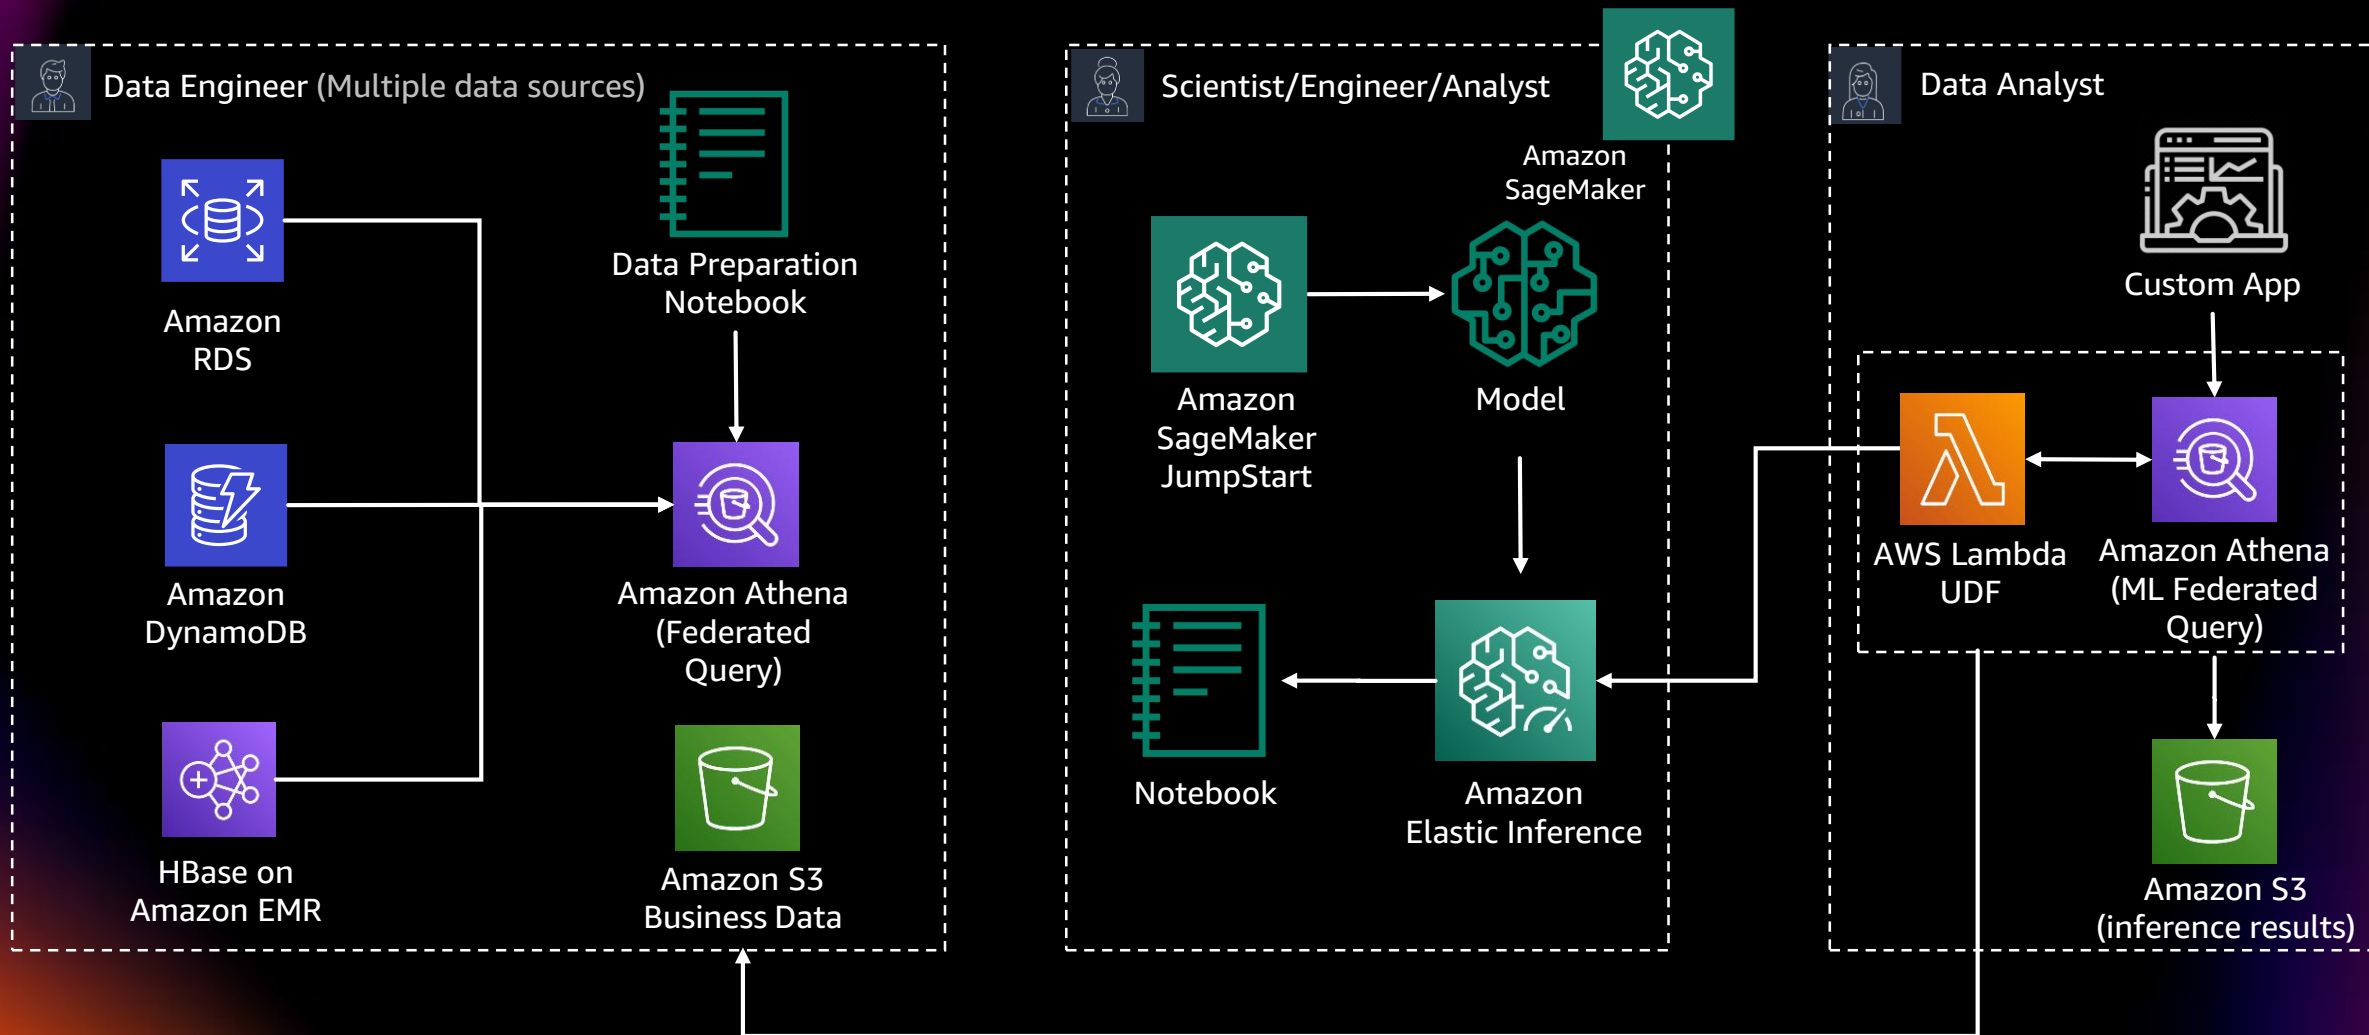 Data Engineer (Multiple data sources)
Amazon
RDS
Data Preparation
Notebook
Amazon
DynamoDB
Amazon Athena
(Federated
Query)
HBase on
Amazon EMR
Amazon S3
Business Data
Scientist/Engineer/Analyst
Amazon
SageMaker
Amazon
SageMaker
JumpStart
Model
Notebook
Amazon
Elastic Inference
Data Analyst
Custom App
AWS Lambda
UDF
Amazon Athena
(ML Federated
Query)
Amazon S3
(inference results)